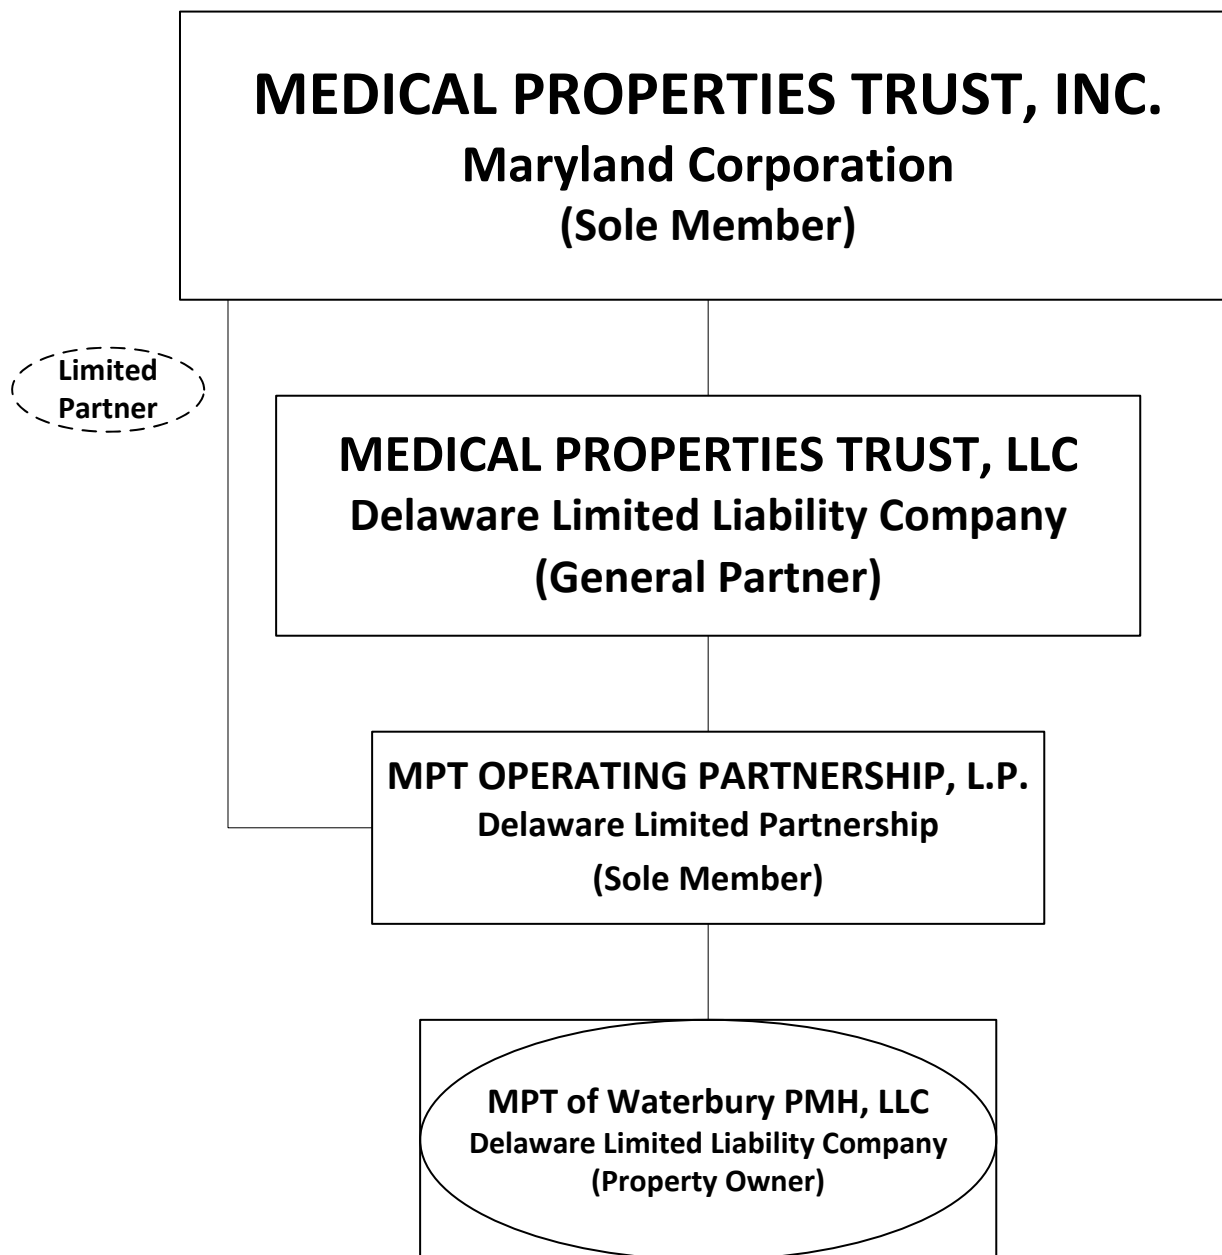 MEDICAL PROPERTIES TRUST, INC.
Maryland Corporation
(Sole Member)
Limited
Partner
MEDICAL PROPERTIES TRUST, LLC
Delaware Limited Liability Company
(General Partner)
MPT OPERATING PARTNERSHIP, L.P.
Delaware Limited Partnership
(Sole Member)
MPT of Waterbury PMH, LLC
Delaware Limited Liability Company
(Property Owner)